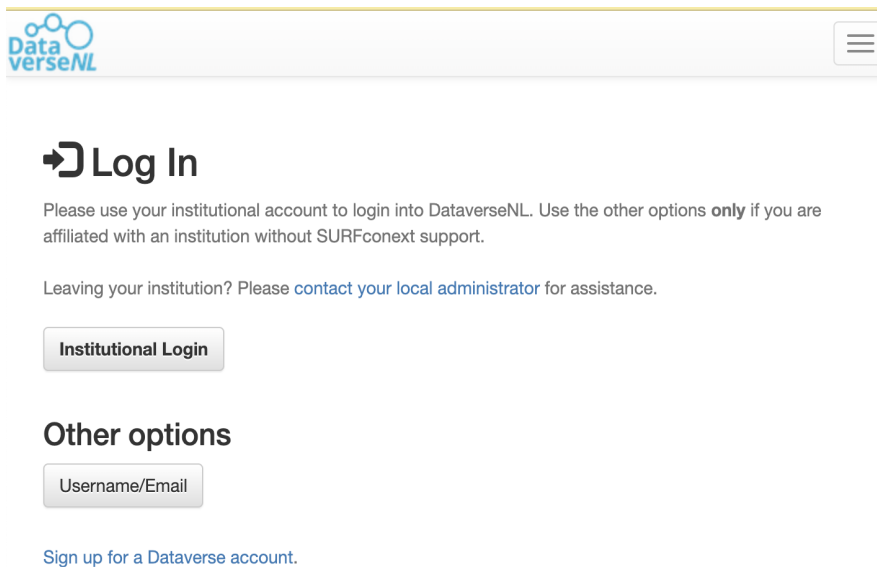 Data
verseNL
Log In
Please use your institutional account to login into DataverseNL. Use the other options only if you are
affiliated with an institution without SURFconext support.
Leaving your institution? Please contact your local administrator for assistance.
Institutional Login
Other options
Username/Email
Sign up for a Dataverse account.